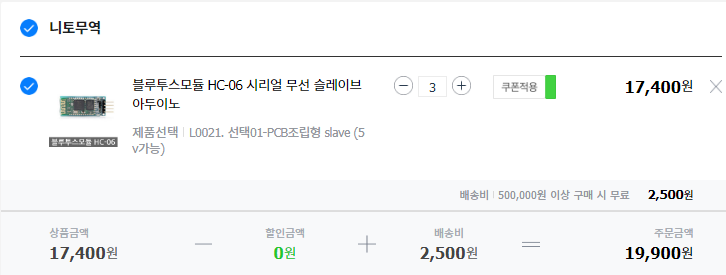 니토무역
블루투스모듈 HC-06 시리얼 무선 슬레이브
아두이노
제품선택 | L0021. 선택01-PCB조립형 slave (5
v가능)
블루투스모듈 HC-06
3
쿠폰적용
17,400원
배송비 | 500,000원 이상 구매 시 무료 2,500원
상품금액 할인금액 배송비 주문금액
17,400원 − 0원 + 2,500원 = 19,900원